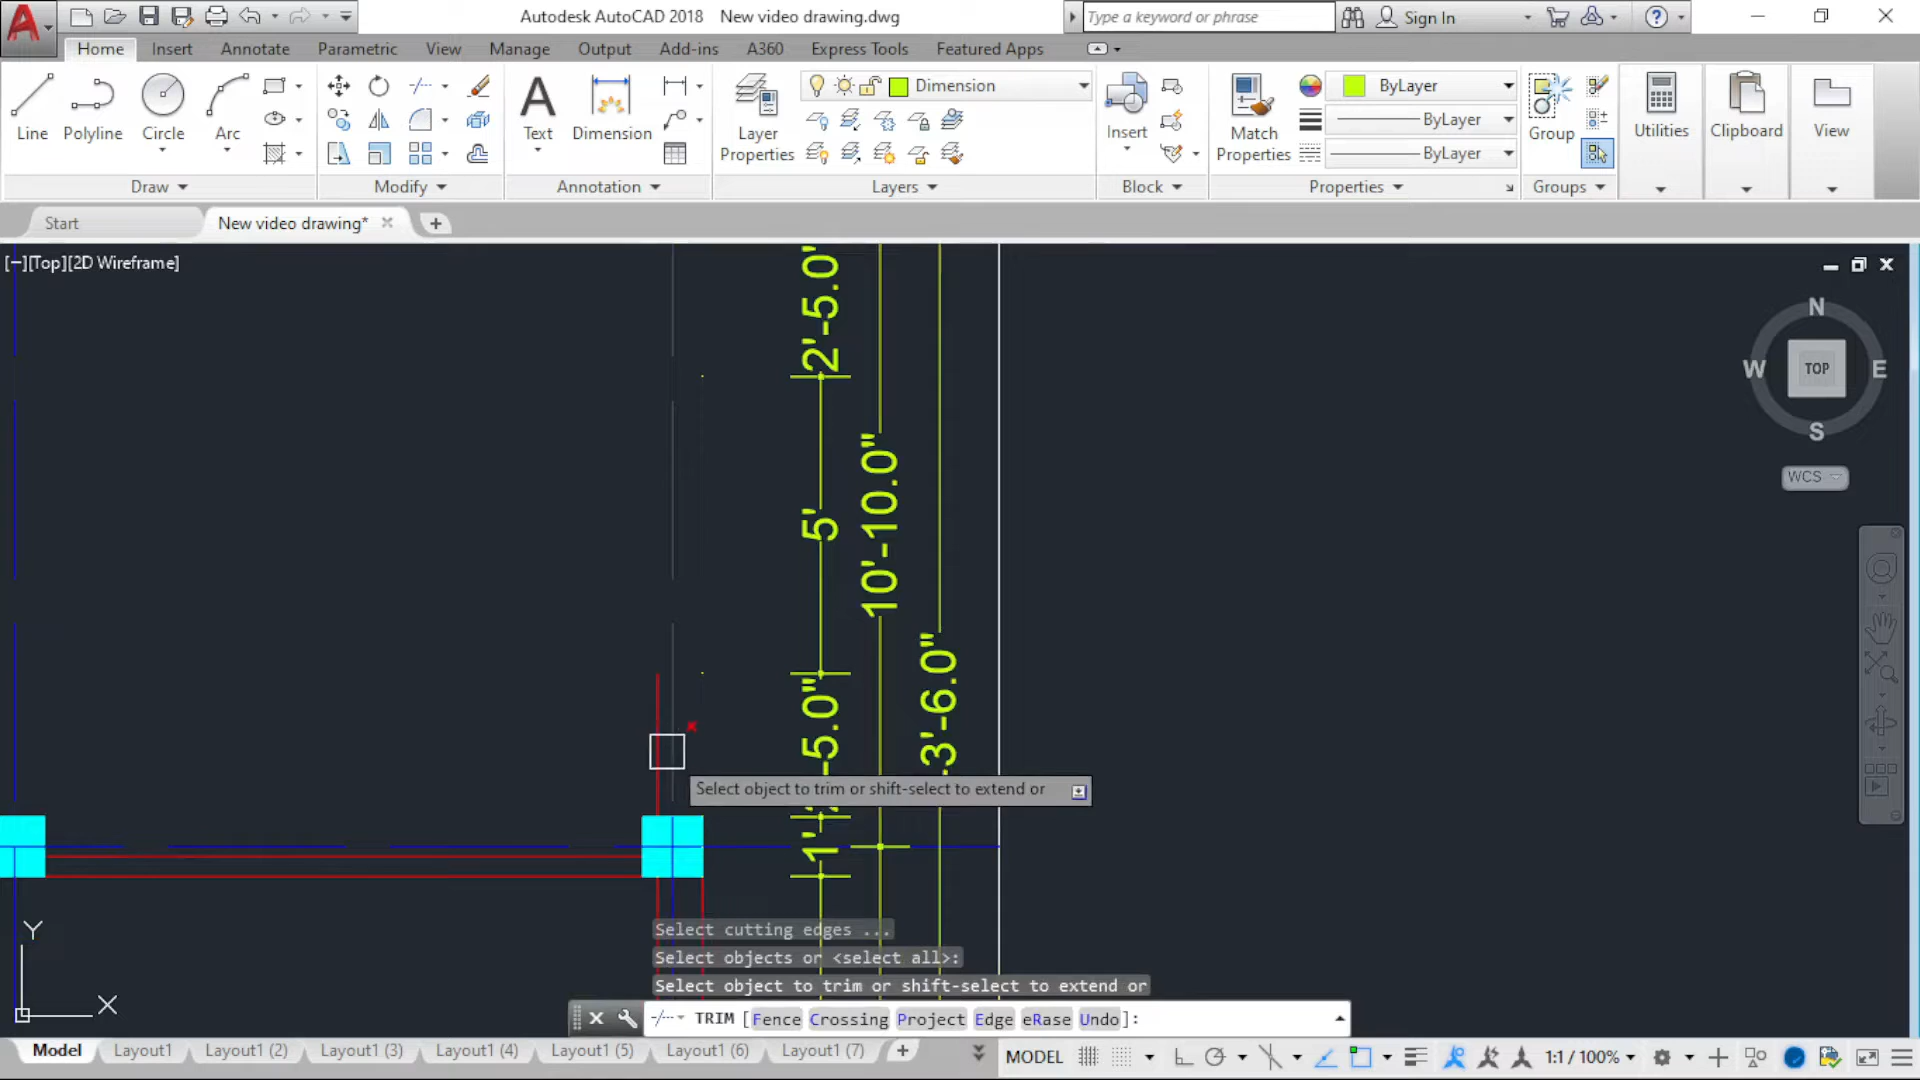 Autodesk AutoCAD 2018 New video drawing.dwg
Type a keyword or phrase
Sign In
Home Insert Annotate Parametric View Manage Output Add-ins A360 Express Tools Featured Apps
Line Polyline Circle Arc
Text Dimension
Layer Properties
Dimension
Insert
Match Properties
ByLayer
ByLayer
ByLayer
Group
Utilities Clipboard View
Draw Modify Annotation Layers Block Properties Groups
Start New video drawing*
[−][Top][2D Wireframe]
N
W TOP E
S
WCS
2'-5.0"
5'
10'-10.0"
3'-6.0"
-5.0"
1'
Select object to trim or shift-select to extend or
Y
X
Select cutting edges ...
Select objects or <select all>:
Select object to trim or shift-select to extend or
TRIM [Fence Crossing Project Edge eRase Undo]:
Model Layout1 Layout1 (2) Layout1 (3) Layout1 (4) Layout1 (5) Layout1 (6) Layout1 (7)
MODEL 1:1 / 100%